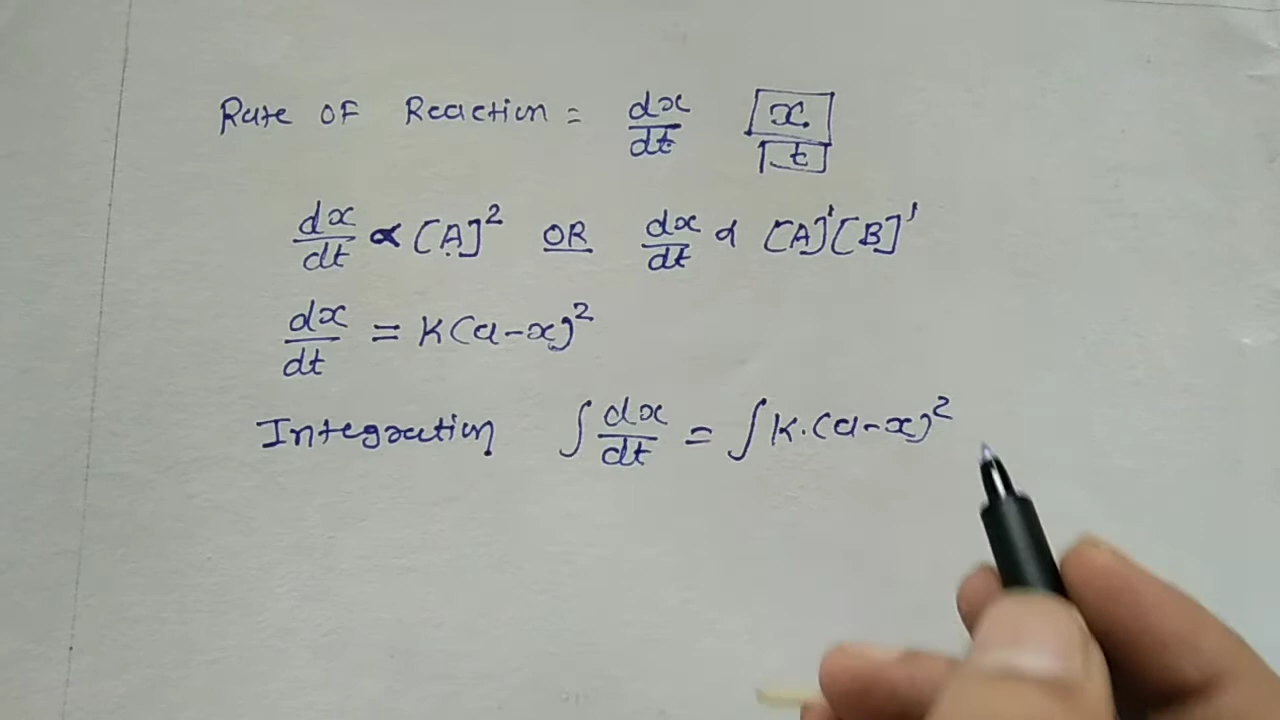 Rate OF Reaction = dx/dt x/t
dx/dt ∝ [A]² OR dx/dt ∝ [A]¹[B]¹
dx/dt = K(a-x)²
Integration ∫ dx/dt = ∫ K.(a-x)²